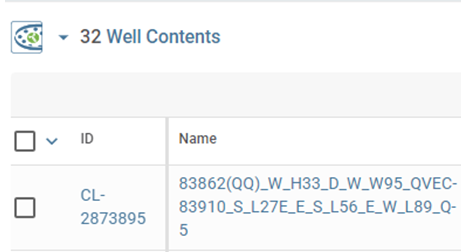 32 Well Contents
ID Name
CL-
2873895
83862(QQ)_W_H33_D_W_W95_QVEC-
83910_S_L27E_E_S_L56_E_W_L89_Q-
5